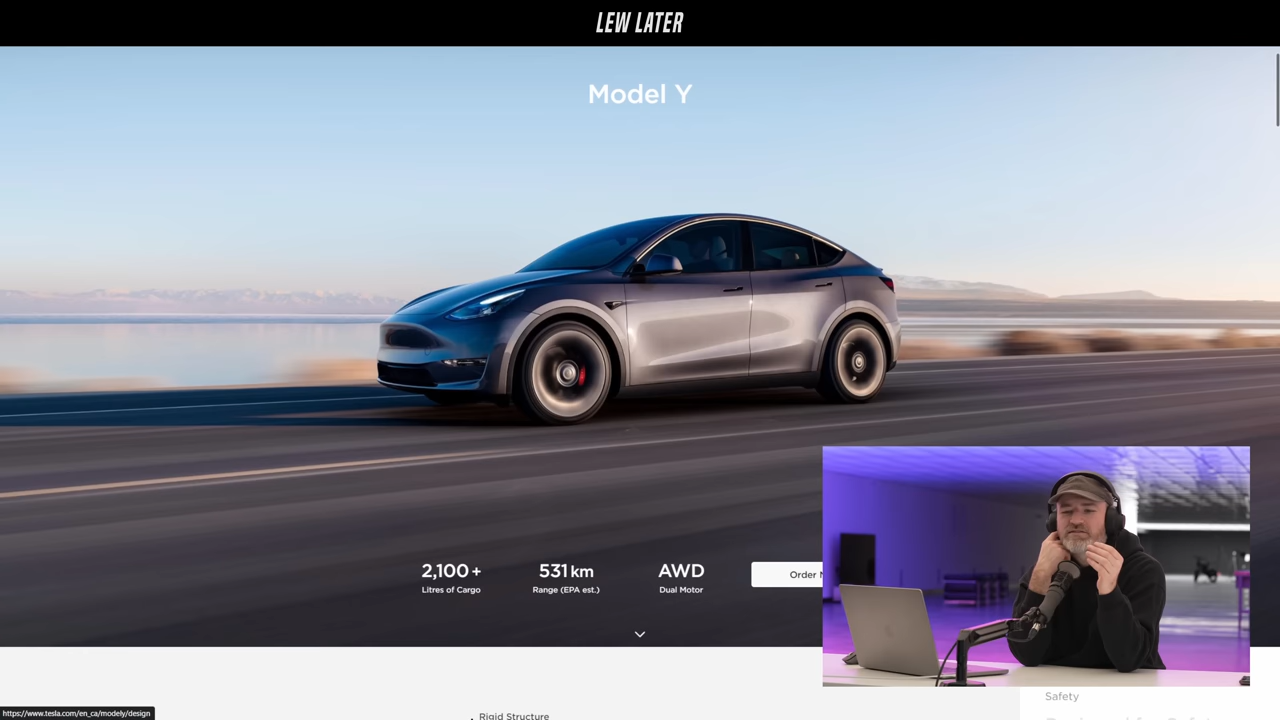 LEW LATER
Model Y
2,100+
Litres of Cargo
531 km
Range (EPA est.)
AWD
Dual Motor
Order
Safety
Rigid Structure
https://www.tesla.com/en_ca/modely/design